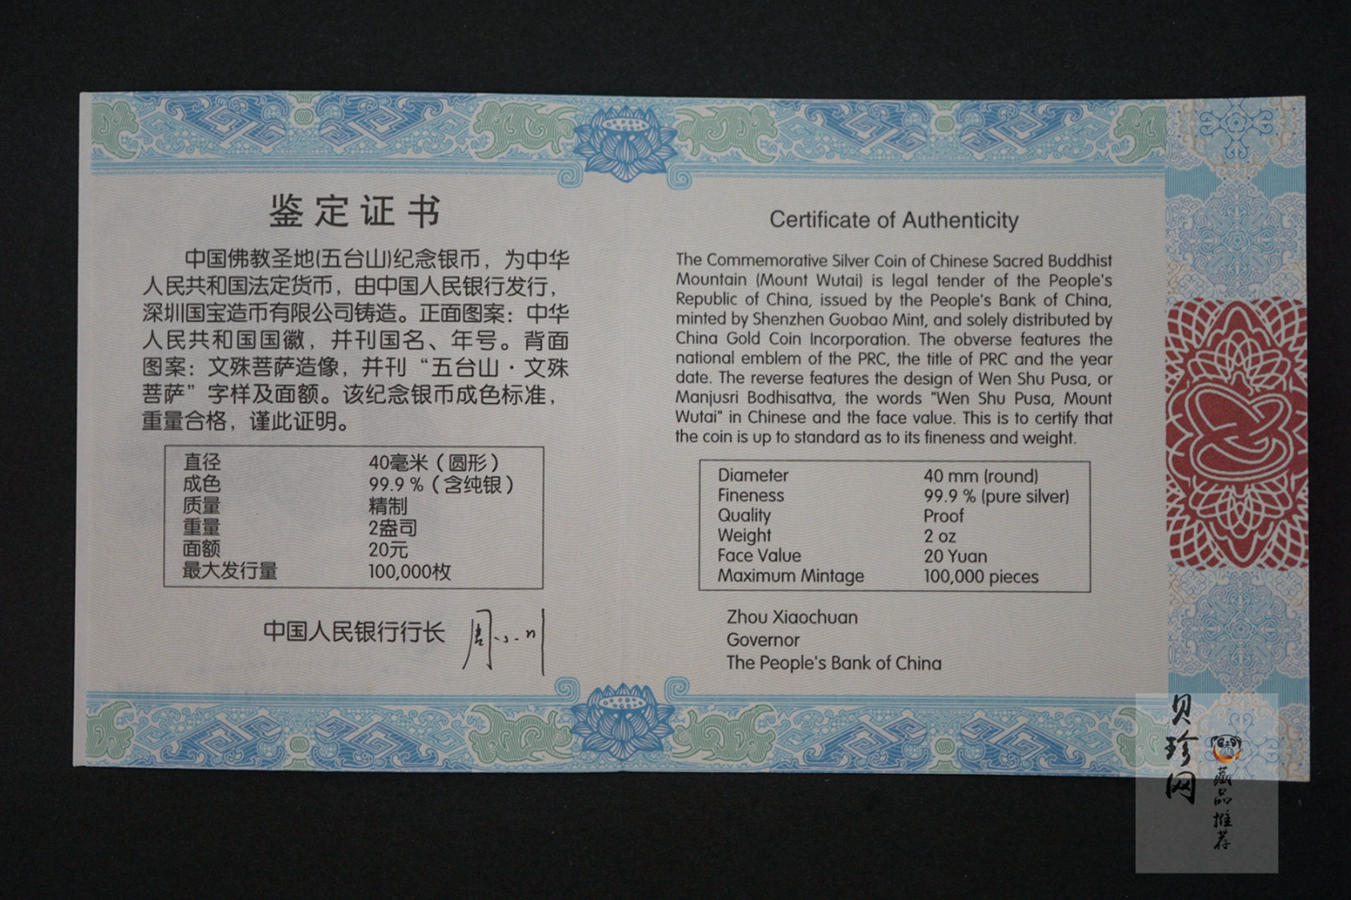 鉴定证书
中国佛教圣地(五台山)纪念银币，为中华
人民共和国法定货币，由中国人民银行发行，
深圳国宝造币有限公司铸造。正面图案：中华
人民共和国国徽，并刊国名、年号。背面
图案：文殊菩萨造像，并刊“五台山·文殊
菩萨”字样及面额。该纪念银币成色标准，
重量合格，谨此证明。
直径 40毫米（圆形）
成色 99.9％（含纯银）
质量 精制
重量 2盎司
面额 20元
最大发行量 100,000枚
中国人民银行行长 周小川
Certificate of Authenticity
The Commemorative Silver Coin of Chinese Sacred Buddhist
Mountain (Mount Wutai) is legal tender of the People's
Republic of China, issued by the People's Bank of China,
minted by Shenzhen Guobao Mint, and solely distributed by
China Gold Coin Incorporation. The obverse features the
national emblem of the PRC, the title of PRC and the year
date. The reverse features the design of Wen Shu Pusa, or
Manjusri Bodhisattva, the words "Wen Shu Pusa, Mount
Wutai" in Chinese and the face value. This is to certify that
the coin is up to standard as to its fineness and weight.
Diameter 40 mm (round)
Fineness 99.9 % (pure silver)
Quality Proof
Weight 2 oz
Face Value 20 Yuan
Maximum Mintage 100,000 pieces
Zhou Xiaochuan
Governor
The People's Bank of China
贝珍网
藏品推荐